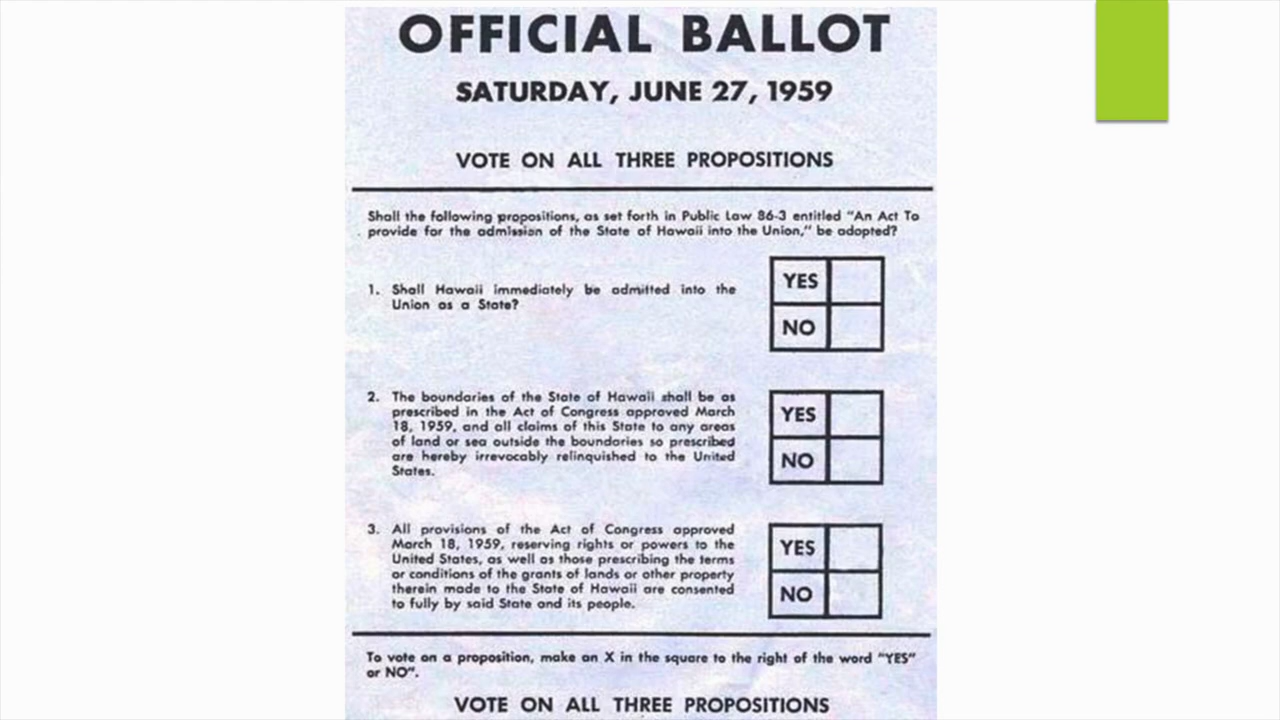 OFFICIAL BALLOT
SATURDAY, JUNE 27, 1959
VOTE ON ALL THREE PROPOSITIONS
Shall the following propositions, as set forth in Public Law 86-3 entitled "An Act To
provide for the admission of the State of Hawaii into the Union," be adopted?
1. Shall Hawaii immediately be admitted into the
Union as a State?
YES
NO
2. The boundaries of the State of Hawaii shall be as
prescribed in the Act of Congress approved March
18, 1959, and all claims of this State to any areas
of land or sea outside the boundaries so prescribed
are hereby irrevocably relinquished to the United
States.
YES
NO
3. All provisions of the Act of Congress approved
March 18, 1959, reserving rights or powers to the
United States, as well as those prescribing the terms
or conditions of the grants of lands or other property
therein made to the State of Hawaii are consented
to fully by said State and its people.
YES
NO
To vote on a proposition, make an X in the square to the right of the word "YES"
or NO".
VOTE ON ALL THREE PROPOSITIONS